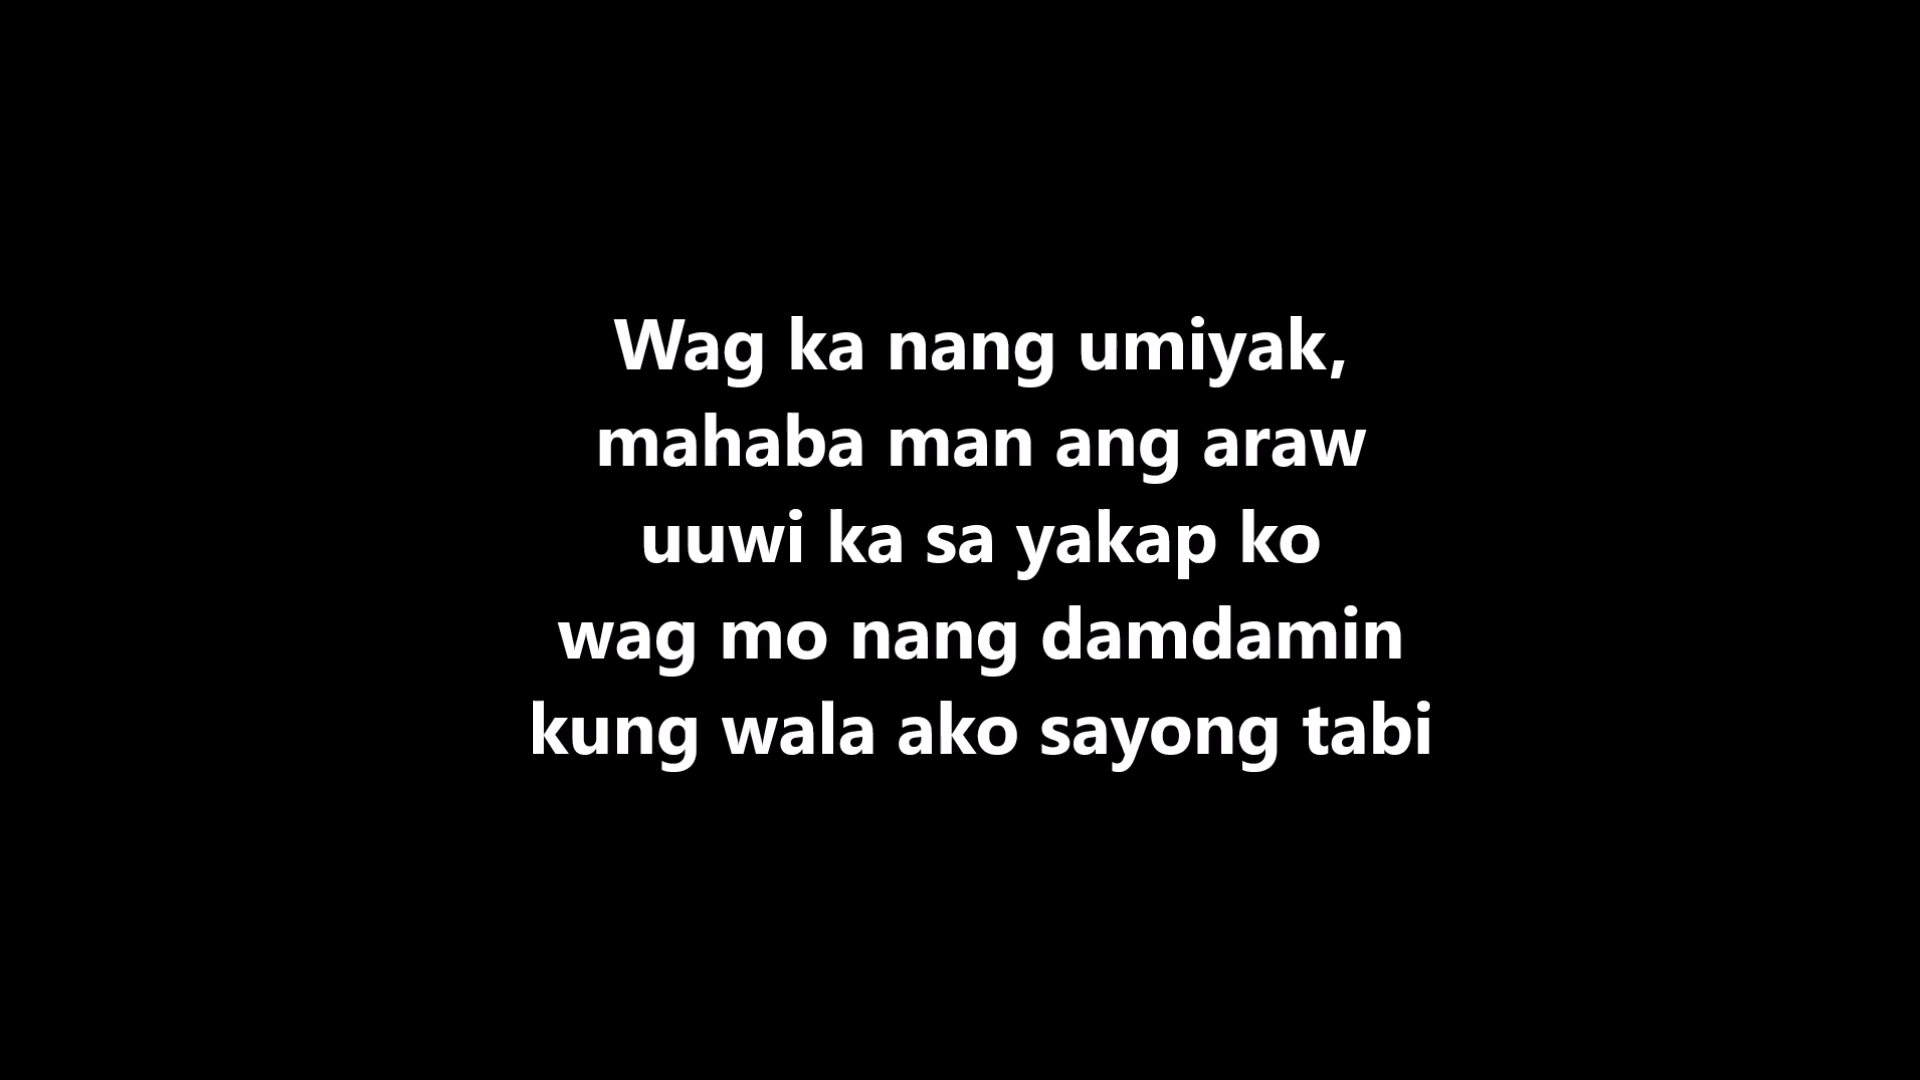 Wag ka nang umiyak,
mahaba man ang araw
uuwi ka sa yakap ko
wag mo nang damdamin
kung wala ako sayong tabi